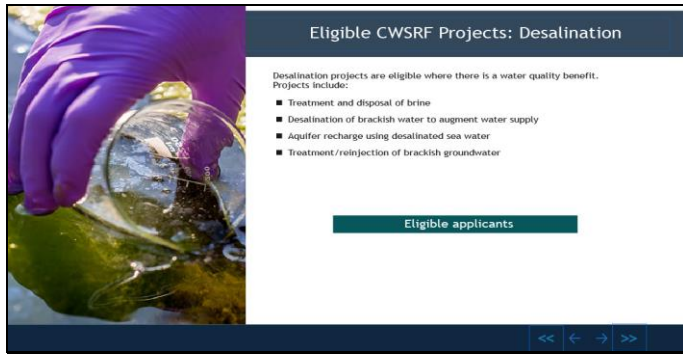 Eligible CWSRF Projects: Desalination
Desalination projects are eligible where there is a water quality benefit.
Projects include:
■ Treatment and disposal of brine
■ Desalination of brackish water to augment water supply
■ Aquifer recharge using desalinated sea water
■ Treatment/reinjection of brackish groundwater
Eligible applicants
<< ← → >>